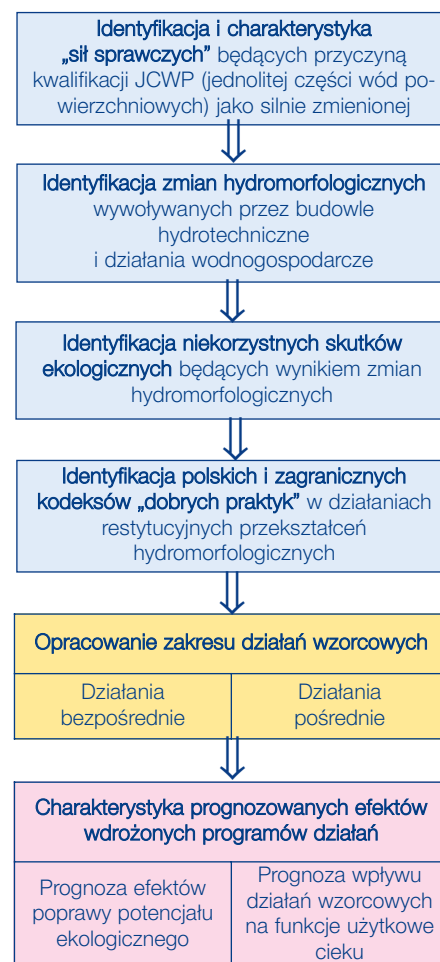 Identyfikacja i charakterystyka
„sił sprawczych” będących przyczyną
kwalifikacji JCWP (jednolitej części wód po-
wierzchniowych) jako silnie zmienionej
Identyfikacja zmian hydromorfologicznych
wywoływanych przez budowle
hydrotechniczne
i działania wodnogospodarcze
Identyfikacja niekorzystnych skutków
ekologicznych będących wynikiem zmian
hydromorfologicznych
Identyfikacja polskich i zagranicznych
kodeksów „dobrych praktyk” w działaniach
restytucyjnych przekształceń
hydromorfologicznych
Opracowanie zakresu działań wzorcowych
Działania
bezpośrednie
Działania
pośrednie
Charakterystyka prognozowanych efektów
wdrożonych programów działań
Prognoza efektów
poprawy potencjału
ekologicznego
Prognoza wpływu
działań wzorcowych
na funkcje użytkowe
cieku